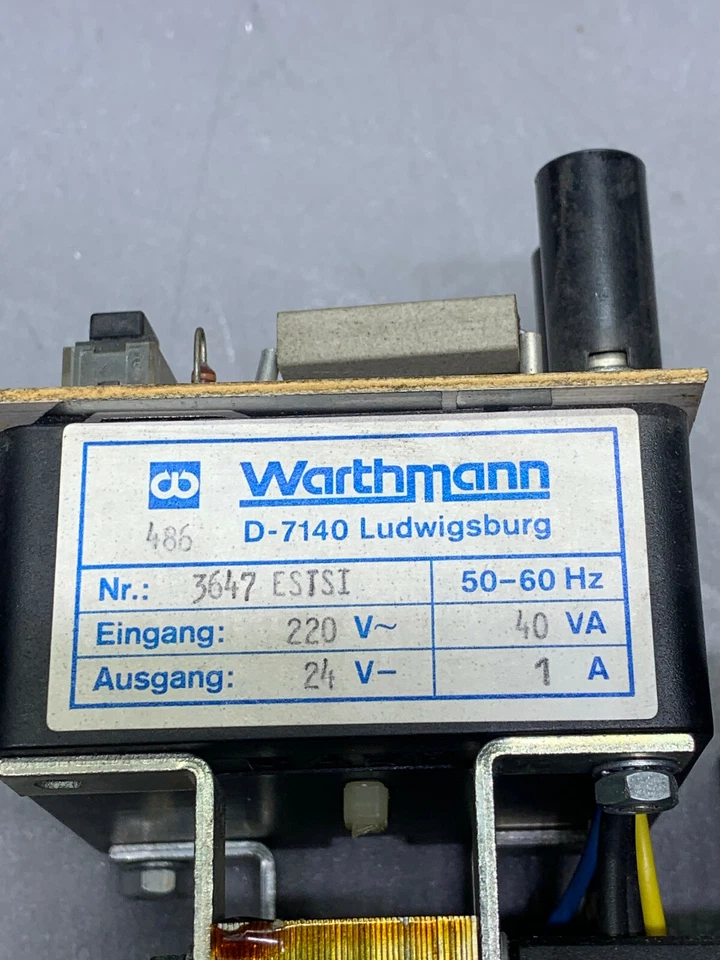 Warthmann
486 D-7140 Ludwigsburg
Nr.: 3647 ESTSI 50-60 Hz
Eingang: 220 V~ 40 VA
Ausgang: 24 V- 1 A